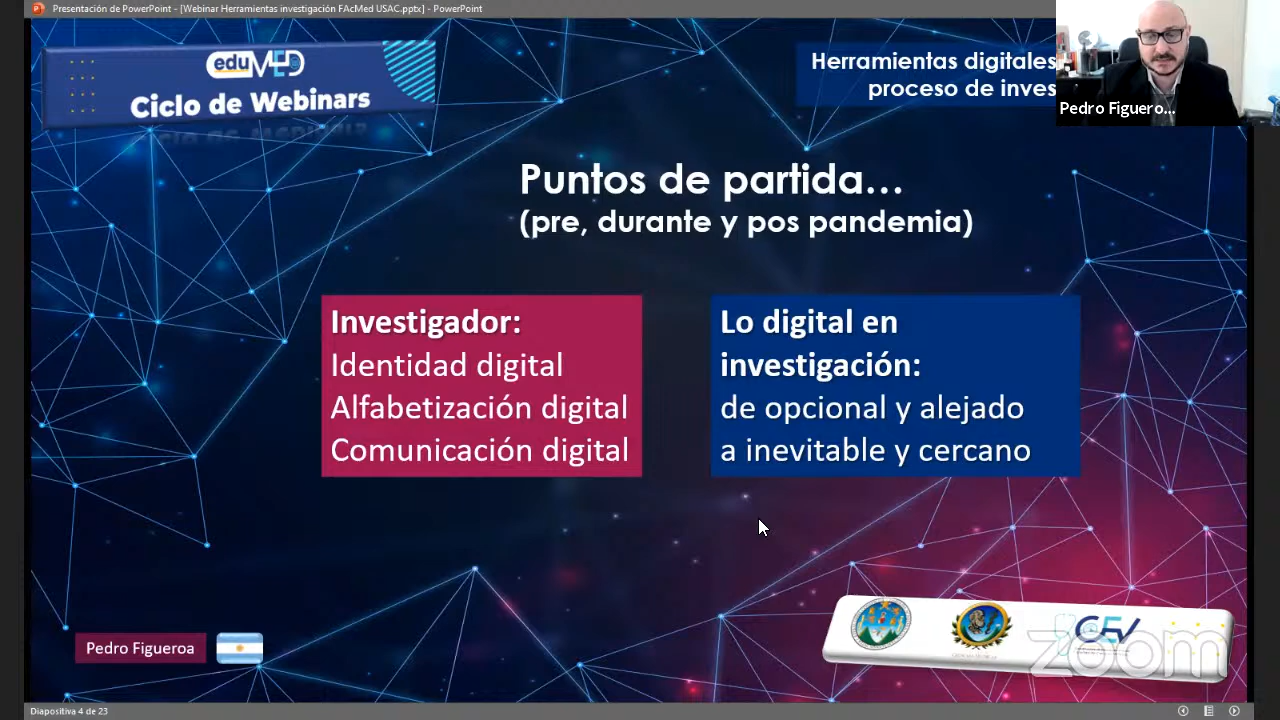 Presentación de PowerPoint - [Webinar Herramientas investigación FAcMed USAC.pptx] - PowerPoint
eduMED
Ciclo de Webinars
Herramientas digitales
proceso de inves
Pedro Figuero...
Puntos de partida...
(pre, durante y pos pandemia)
Investigador:
Identidad digital
Alfabetización digital
Comunicación digital
Lo digital en
investigación:
de opcional y alejado
a inevitable y cercano
Pedro Figueroa
CEV
zoom
Diapositiva 4 de 23